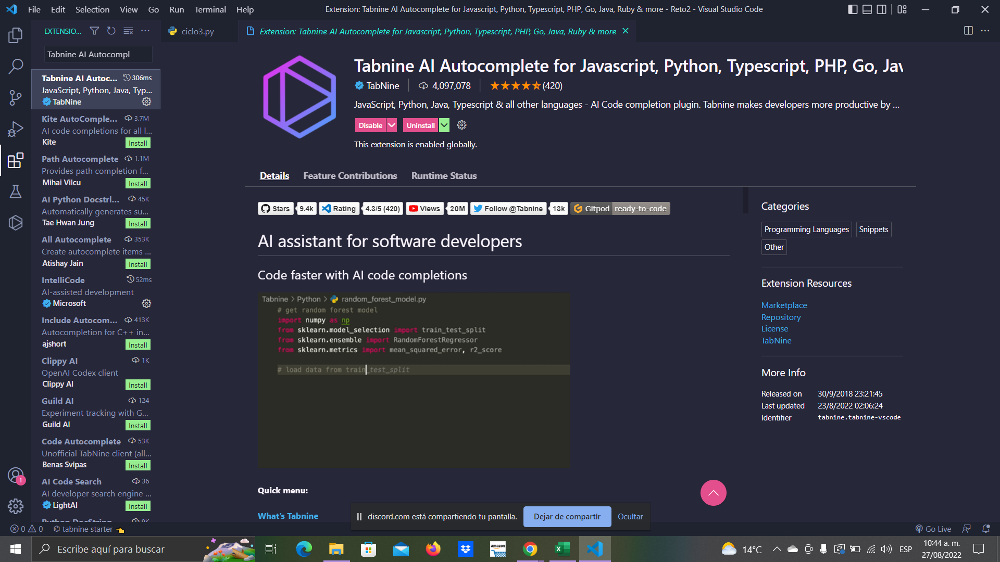 File Edit Selection View Go Run Terminal Help
Extension: Tabnine AI Autocomplete for Javascript, Python, Typescript, PHP, Go, Java, Ruby & more - Reto2 - Visual Studio Code
EXTENSIO...
ciclo3.py
Extension: Tabnine AI Autocomplete for Javascript, Python, Typescript, PHP, Go, Java, Ruby & more
Tabnine AI Autocompl
Tabnine AI Autoc... 306ms
JavaScript, Python, Java, Typ...
TabNine
Kite AutoComple... 3.7M
AI code completions for all l...
Kite Install
Path Autocomplete 1.1M
Provides path completion f...
Mihai Vilcu Install
AI Python Docstri... 45K
Automatically generates su...
Tae Hwan Jung Install
All Autocomplete 353K
Create autocomplete items ...
Atishay Jain Install
IntelliCode 52ms
AI-assisted development
Microsoft
Include Autocom... 413K
Autocompletion for C++ in...
ajshort Install
Clippy AI 1K
OpenAI Codex client
Clippy AI Install
Guild AI 124
Experiment tracking with G...
Guild AI Install
Code Autocomplete 53K
Unofficial TabNine client (all...
Benas Svipas Install
AI Code Search 36
AI developer search engine ...
LightAI Install
Python DocString 9K
1
Tabnine AI Autocomplete for Javascript, Python, Typescript, PHP, Go, Jav
TabNine 4,097,078 (420)
JavaScript, Python, Java, Typescript & all other languages - AI Code completion plugin. Tabnine makes developers more productive by ...
Disable Uninstall
This extension is enabled globally.
Details Feature Contributions Runtime Status
Stars 9.4k Rating 4.3/5 (420) Views 20M Follow @Tabnine 13k Gitpod ready-to-code
AI assistant for software developers
Code faster with AI code completions
Tabnine > Python > random_forest_model.py
# get random forest model
import numpy as np
from sklearn.model_selection import train_test_split
from sklearn.ensemble import RandomForestRegressor
from sklearn.metrics import mean_squared_error, r2_score
# load data from train_test_split
Quick menu:
What's Tabnine
Categories
Programming Languages Snippets
Other
Extension Resources
Marketplace
Repository
License
TabNine
More Info
Released on 30/9/2018 23:21:45
Last updated 23/8/2022 02:06:24
Identifier tabnine.tabnine-vscode
discord.com está compartiendo tu pantalla. Dejar de compartir Ocultar
0 0 tabnine starter
Go Live
Escribe aquí para buscar
amazon
14°C
ESP
10:44 a. m.
27/08/2022